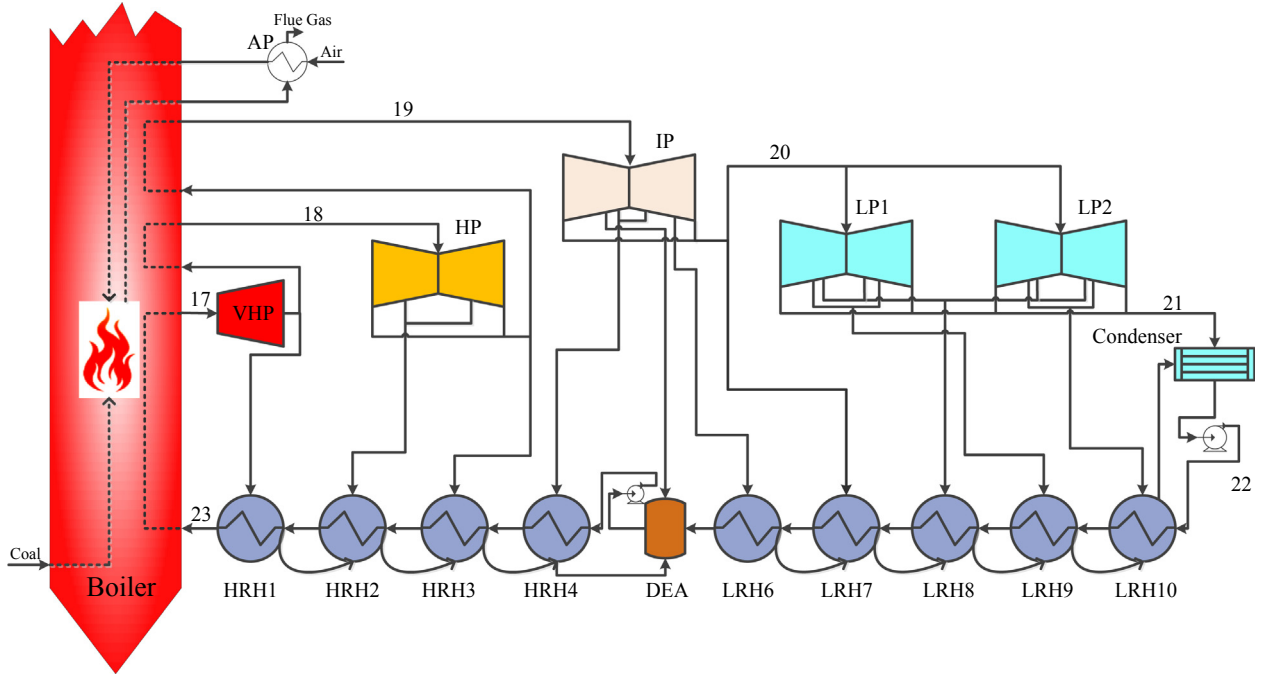 Flue Gas
AP
Air
19
IP
20
18
HP
LP1
LP2
17
VHP
21
Condenser
22
23
Coal
Boiler
HRH1
HRH2
HRH3
HRH4
DEA
LRH6
LRH7
LRH8
LRH9
LRH10